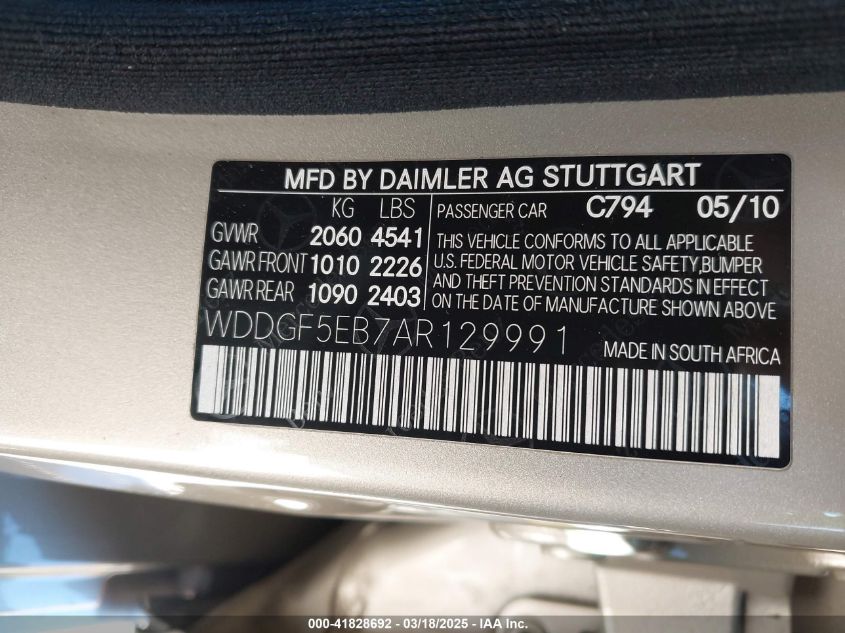 MFD BY DAIMLER AG STUTTGART
KG LBS
GVWR 2060 4541
GAWR FRONT 1010 2226
GAWR REAR 1090 2403
PASSENGER CAR C794 05/10
THIS VEHICLE CONFORMS TO ALL APPLICABLE
U.S. FEDERAL MOTOR VEHICLE SAFETY,BUMPER
AND THEFT PREVENTION STANDARDS IN EFFECT
ON THE DATE OF MANUFACTURE SHOWN ABOVE
WDDGF5EB7AR129991
MADE IN SOUTH AFRICA
000-41828692 - 03/18/2025 - IAA Inc.